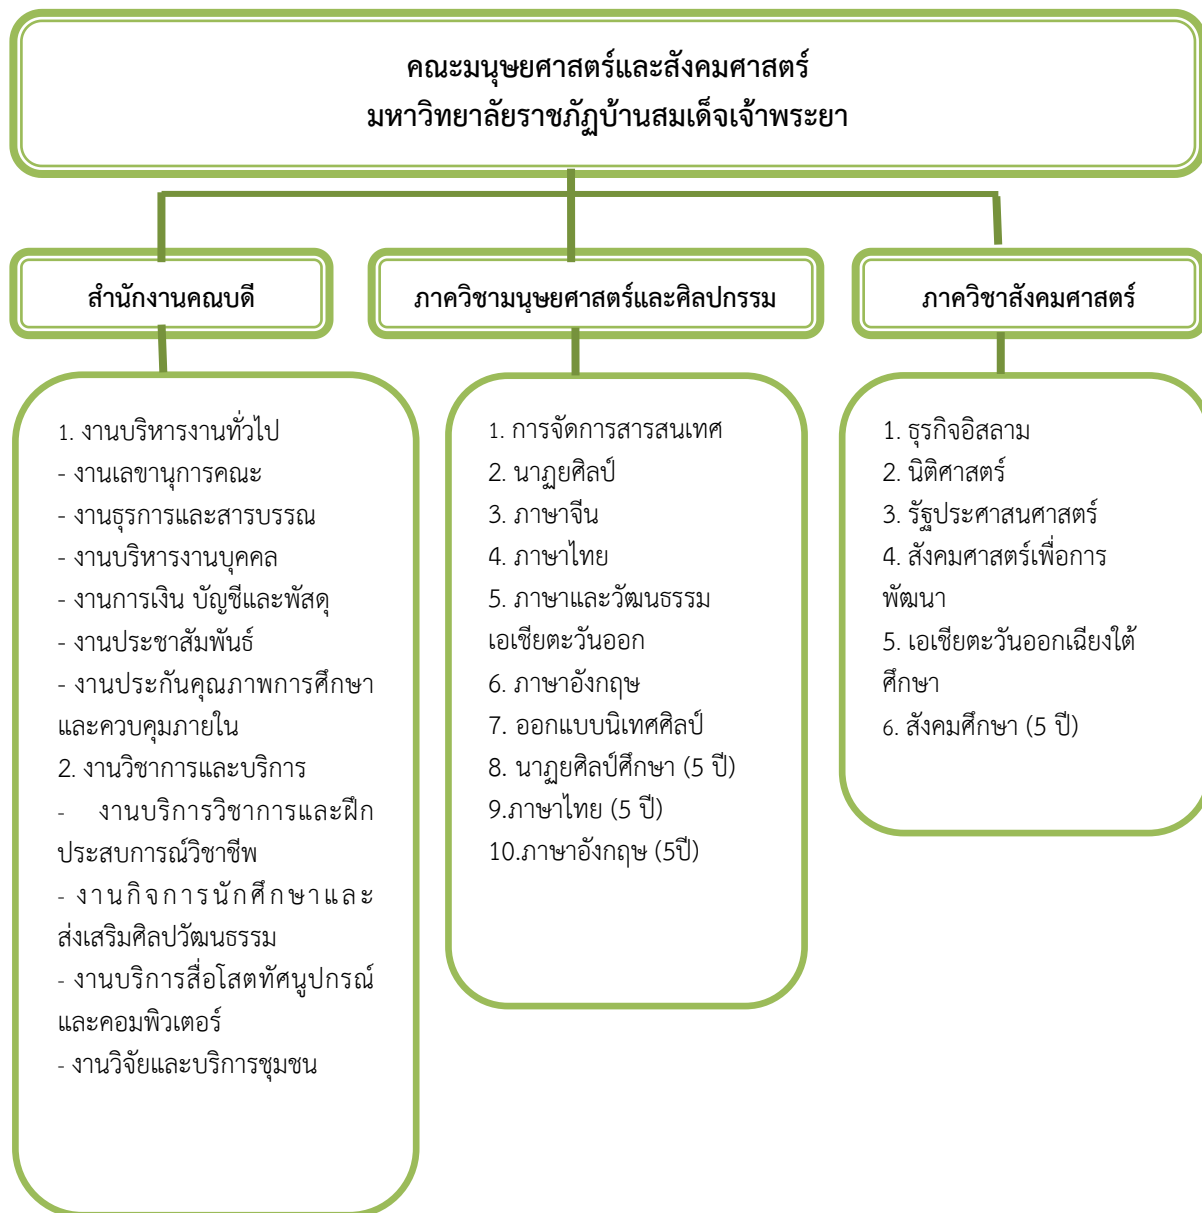 คณะมนุษยศาสตร์และสังคมศาสตร์
มหาวิทยาลัยราชภัฏบ้านสมเด็จเจ้าพระยา
สำนักงานคณบดี
ภาควิชามนุษยศาสตร์และศิลปกรรม
ภาควิชาสังคมศาสตร์
1. งานบริหารงานทั่วไป
- งานเลขานุการคณะ
- งานธุรการและสารบรรณ
- งานบริหารงานบุคคล
- งานการเงิน บัญชีและพัสดุ
- งานประชาสัมพันธ์
- งานประกันคุณภาพการศึกษา
และควบคุมภายใน
2. งานวิชาการและบริการ
- งานบริการวิชาการและฝึก
ประสบการณ์วิชาชีพ
- งานกิจการนักศึกษาและ
ส่งเสริมศิลปวัฒนธรรม
- งานบริการสื่อโสตทัศนูปกรณ์
และคอมพิวเตอร์
- งานวิจัยและบริการชุมชน
1. การจัดการสารสนเทศ
2. นาฏยศิลป์
3. ภาษาจีน
4. ภาษาไทย
5. ภาษาและวัฒนธรรม
เอเชียตะวันออก
6. ภาษาอังกฤษ
7. ออกแบบนิเทศศิลป์
8. นาฏยศิลป์ศึกษา (5 ปี)
9.ภาษาไทย (5 ปี)
10.ภาษาอังกฤษ (5ปี)
1. ธุรกิจอิสลาม
2. นิติศาสตร์
3. รัฐประศาสนศาสตร์
4. สังคมศาสตร์เพื่อการ
พัฒนา
5. เอเชียตะวันออกเฉียงใต้
ศึกษา
6. สังคมศึกษา (5 ปี)